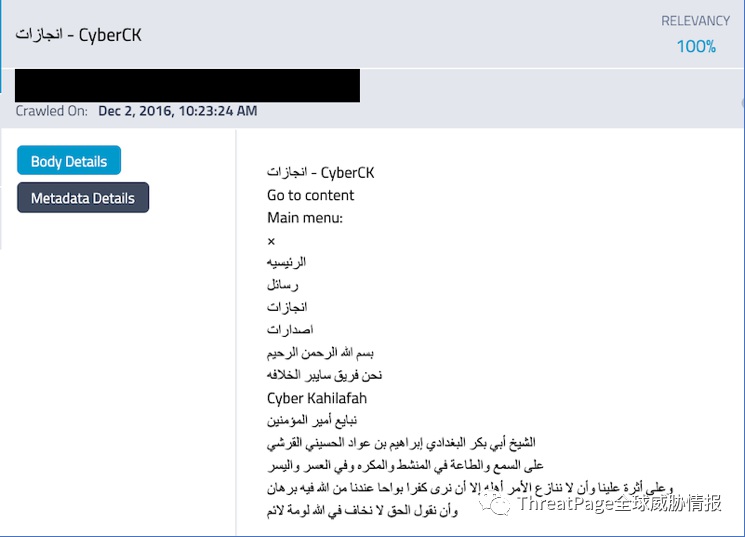 انجازات - CyberCK
RELEVANCY
100%
Crawled On: Dec 2, 2016, 10:23:24 AM
Body Details
Metadata Details
انجازات - CyberCK
Go to content
Main menu:
×
الرئيسيه
رسائل
انجازات
اصدارات
بسم الله الرحمن الرحيم
نحن فريق سايبر الخلافه
Cyber Kahilafah
نبايع أمير المؤمنين
الشيخ أبي بكر البغدادي إبراهيم بن عواد الحسيني القرشي
على السمع والطاعة في المنشط والمكره وفي العسر واليسر
وعلى أثرة علينا وأن لا ننازع الأمر أهله إلا أن نرى كفرا بواحا عندنا من الله فيه برهان
وأن نقول الحق لا نخاف في الله لومة لائم
ThreatPage全球威胁情报